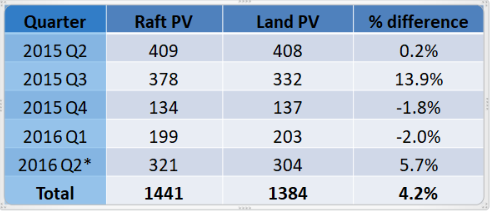 Quarter Raft PV Land PV % difference
2015 Q2 409 408 0.2%
2015 Q3 378 332 13.9%
2015 Q4 134 137 -1.8%
2016 Q1 199 203 -2.0%
2016 Q2* 321 304 5.7%
Total 1441 1384 4.2%